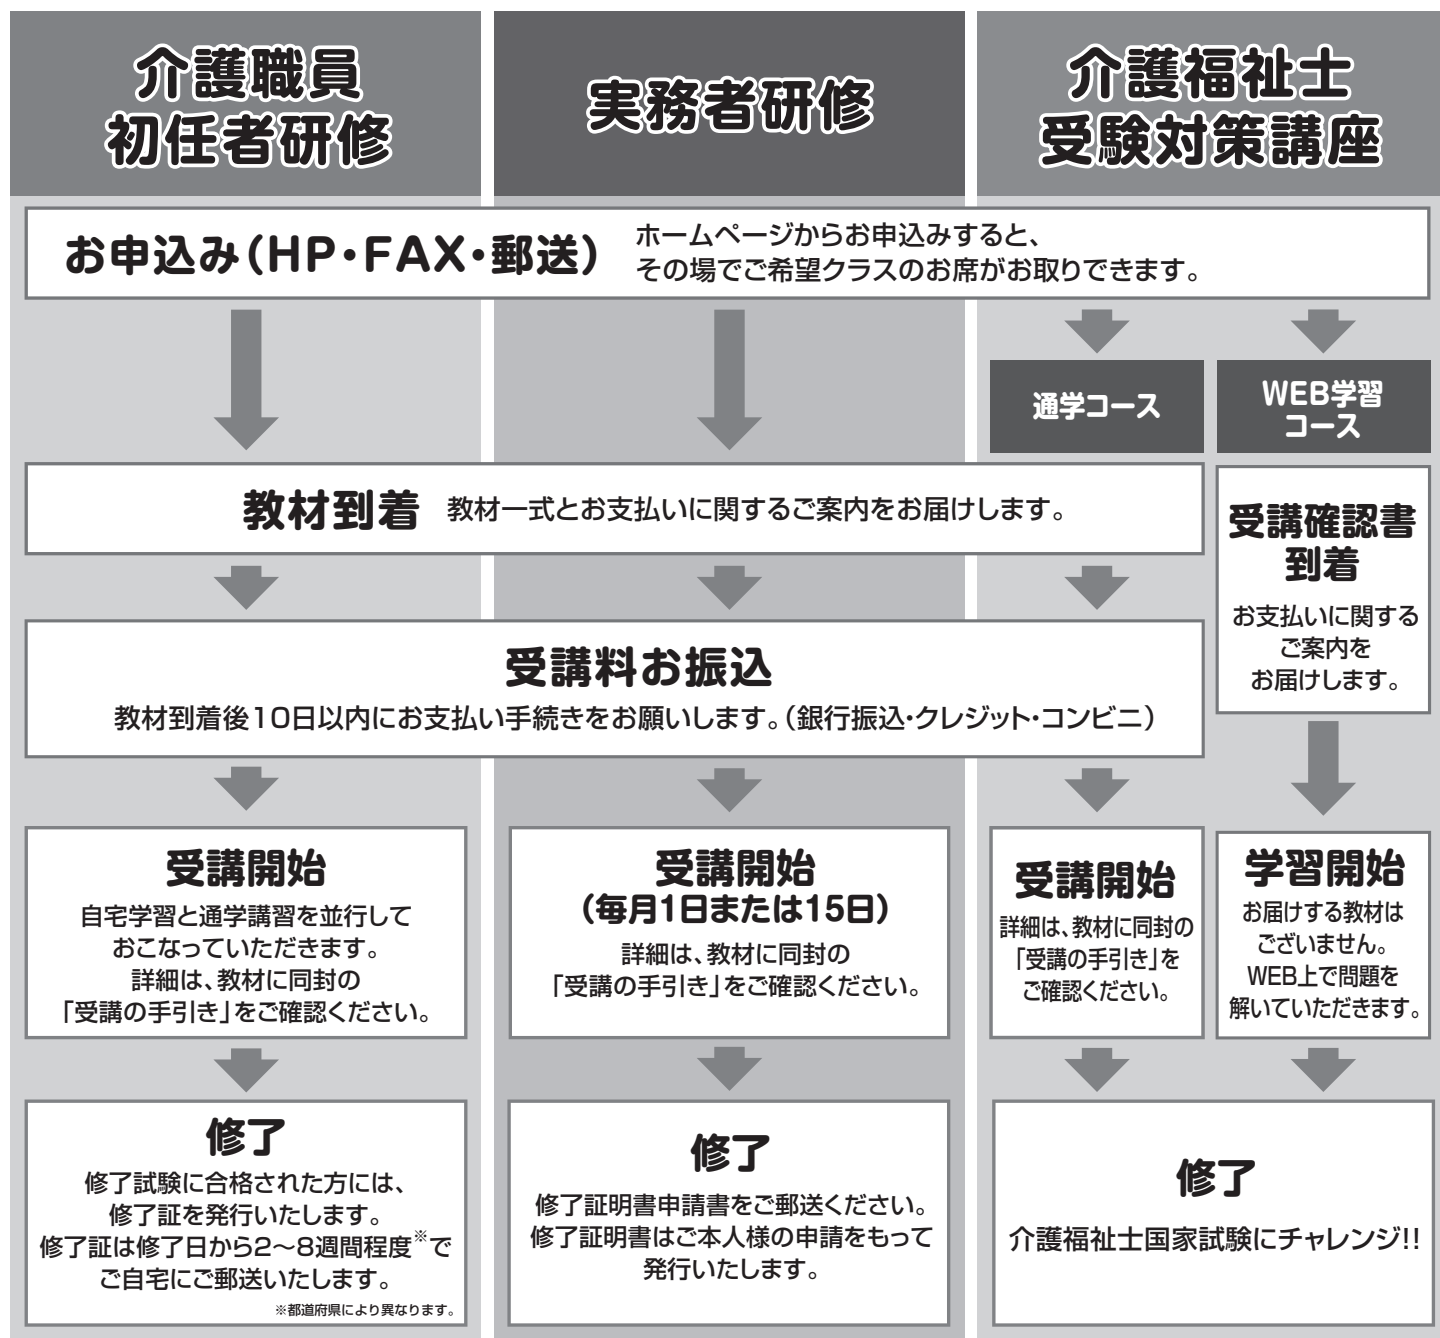 介護職員
初任者研修
実務者研修
介護福祉士
受験対策講座
お申込み（HP・FAX・郵送）
ホームページからお申込みすると、
その場でご希望クラスのお席がお取りできます。
通学コース
WEB学習
コース
教材到着 教材一式とお支払いに関するご案内をお届けします。
受講確認書
到着
お支払いに関する
ご案内を
お届けします。
受講料お振込
教材到着後10日以内にお支払い手続きをお願いします。（銀行振込・クレジット・コンビニ）
受講開始
自宅学習と通学講習を並行して
おこなっていただきます。
詳細は、教材に同封の
「受講の手引き」をご確認ください。
受講開始
（毎月1日または15日）
詳細は、教材に同封の
「受講の手引き」をご確認ください。
受講開始
詳細は、教材に同封の
「受講の手引き」を
ご確認ください。
学習開始
お届けする教材は
ございません。
WEB上で問題を
解いていただきます。
修了
修了試験に合格された方には、
修了証を発行いたします。
修了証は修了日から2〜8週間程度※で
ご自宅にご郵送いたします。
※都道府県により異なります。
修了
修了証明書申請書をご郵送ください。
修了証明書はご本人様の申請をもって
発行いたします。
修了
介護福祉士国家試験にチャレンジ!!